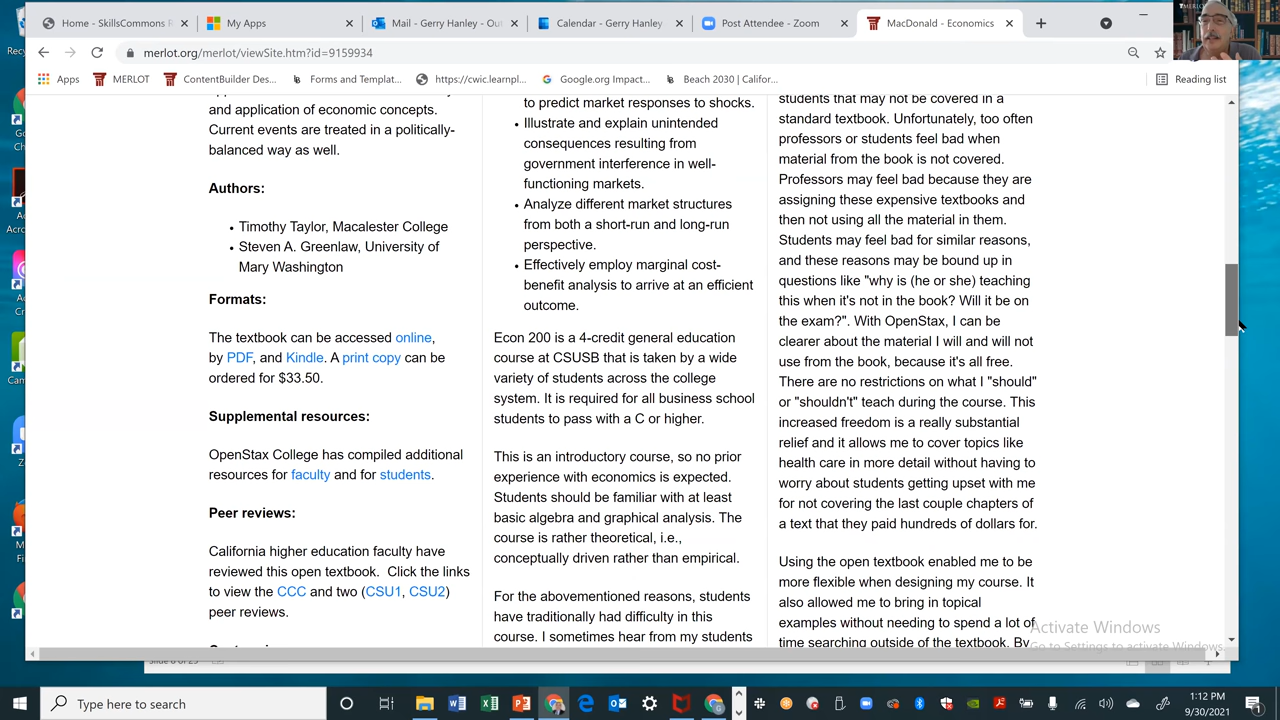 Home - SkillsCommons R
My Apps
Mail - Gerry Hanley - Out
Calendar - Gerry Hanley
Post Attendee - Zoom
MacDonald - Economics
merlot.org/merlot/viewSite.htm?id=9159934
Apps
MERLOT
ContentBuilder Des...
Forms and Templat...
https://cwic.learnpl...
Google.org Impact...
Beach 2030 | Califor...
Reading list
and application of economic concepts.
Current events are treated in a politically-
balanced way as well.
Authors:
• Timothy Taylor, Macalester College
• Steven A. Greenlaw, University of
Mary Washington
Formats:
The textbook can be accessed online,
by PDF, and Kindle. A print copy can be
ordered for $33.50.
Supplemental resources:
OpenStax College has compiled additional
resources for faculty and for students.
Peer reviews:
California higher education faculty have
reviewed this open textbook. Click the links
to view the CCC and two (CSU1, CSU2)
peer reviews.
to predict market responses to shocks.
• Illustrate and explain unintended
consequences resulting from
government interference in well-
functioning markets.
• Analyze different market structures
from both a short-run and long-run
perspective.
• Effectively employ marginal cost-
benefit analysis to arrive at an efficient
outcome.
Econ 200 is a 4-credit general education
course at CSUSB that is taken by a wide
variety of students across the college
system. It is required for all business school
students to pass with a C or higher.
This is an introductory course, so no prior
experience with economics is expected.
Students should be familiar with at least
basic algebra and graphical analysis. The
course is rather theoretical, i.e.,
conceptually driven rather than empirical.
For the abovementioned reasons, students
have traditionally had difficulty in this
course. I sometimes hear from my students
students that may not be covered in a
standard textbook. Unfortunately, too often
professors or students feel bad when
material from the book is not covered.
Professors may feel bad because they are
assigning these expensive textbooks and
then not using all the material in them.
Students may feel bad for similar reasons,
and these reasons may be bound up in
questions like "why is (he or she) teaching
this when it's not in the book? Will it be on
the exam?". With OpenStax, I can be
clearer about the material I will and will not
use from the book, because it's all free.
There are no restrictions on what I "should"
or "shouldn't" teach during the course. This
increased freedom is a really substantial
relief and it allows me to cover topics like
health care in more detail without having to
worry about students getting upset with me
for not covering the last couple chapters of
a text that they paid hundreds of dollars for.
Using the open textbook enabled me to be
more flexible when designing my course. It
also allowed me to bring in topical
examples without needing to spend a lot of
time searching outside of the textbook. By
Activate Windows
Go to Settings to activate Windows.
Type here to search
1:12 PM
9/30/2021